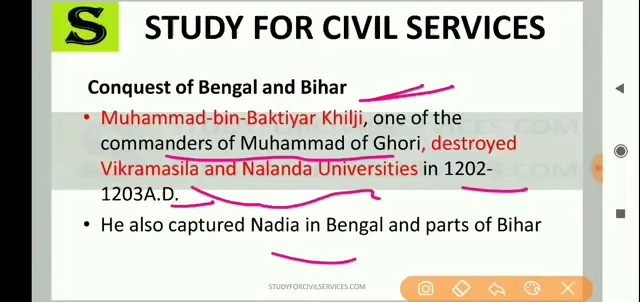 S
STUDY FOR CIVIL SERVICES
Conquest of Bengal and Bihar
• Muhammad-bin-Baktiyar Khilji, one of the
commanders of Muhammad of Ghori, destroyed
Vikramasila and Nalanda Universities in 1202-
1203A.D.
• He also captured Nadia in Bengal and parts of Bihar
STUDYFORCIVILSERVICES.COM